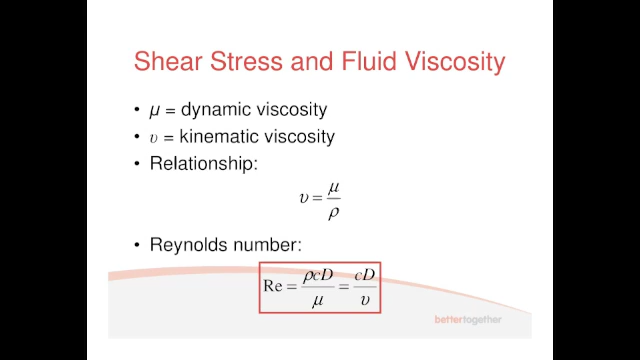 Shear Stress and Fluid Viscosity
• μ = dynamic viscosity
• υ = kinematic viscosity
• Relationship:
υ = μ / ρ
• Reynolds number:
Re = ρcD / μ = cD / υ
bettertogether